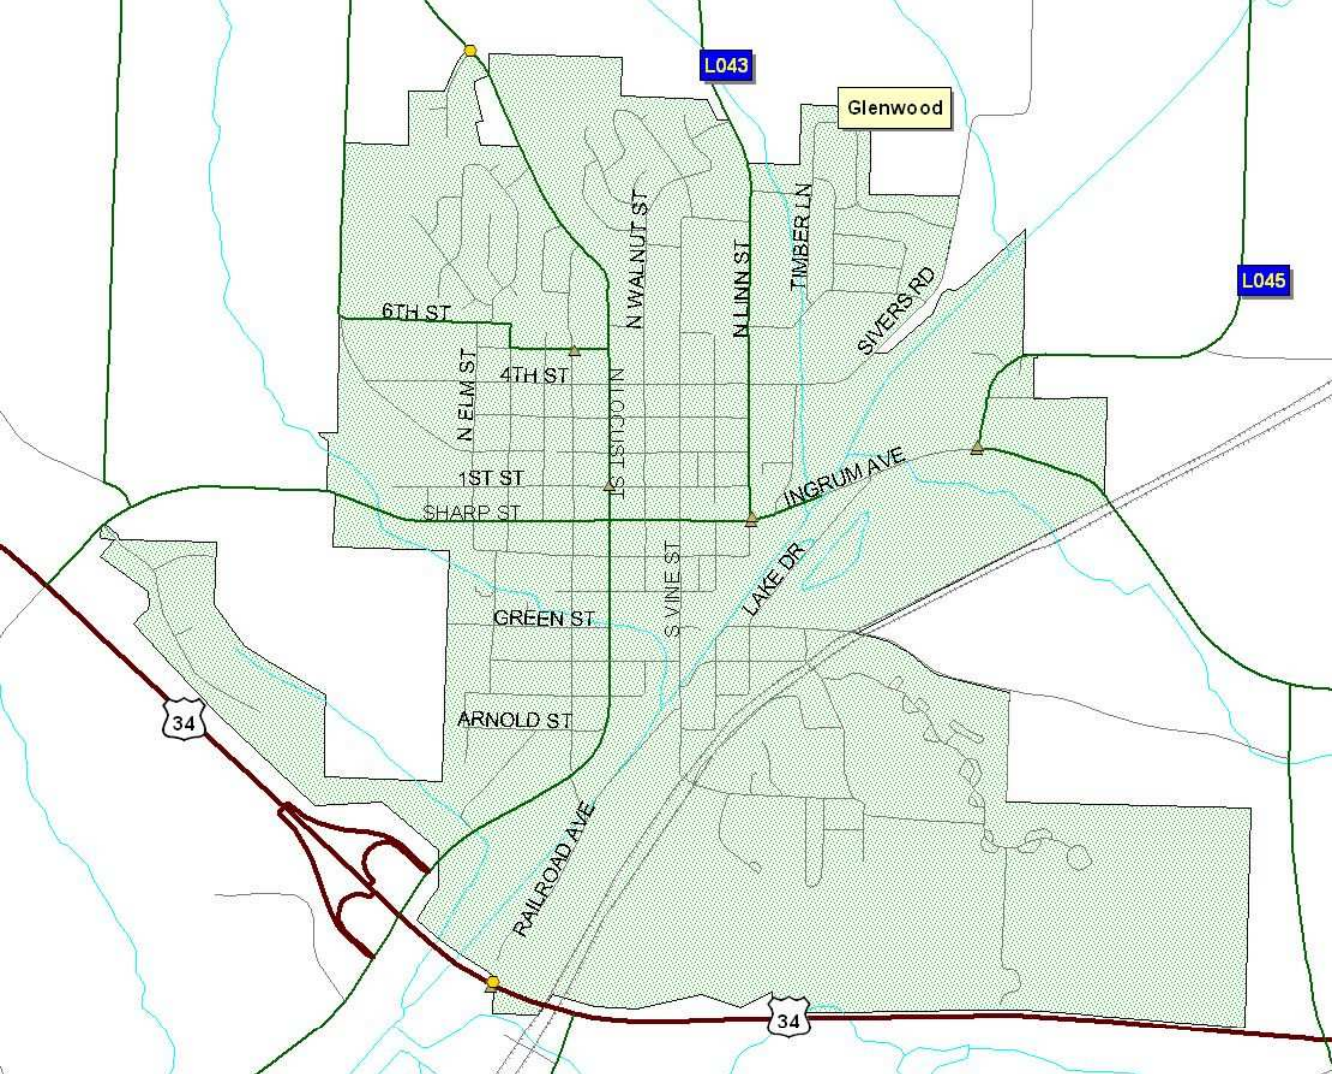 L043
Glenwood
N WALNUT ST
TIMBER LN
N LINN ST
L045
SIVERS RD
6TH ST
4TH ST
N ELM ST
N LOCUST ST
INGRUM AVE
1ST ST
SHARP ST
S VINE ST
LAKE DR
GREEN ST
34
ARNOLD ST
RAILROAD AVE
34